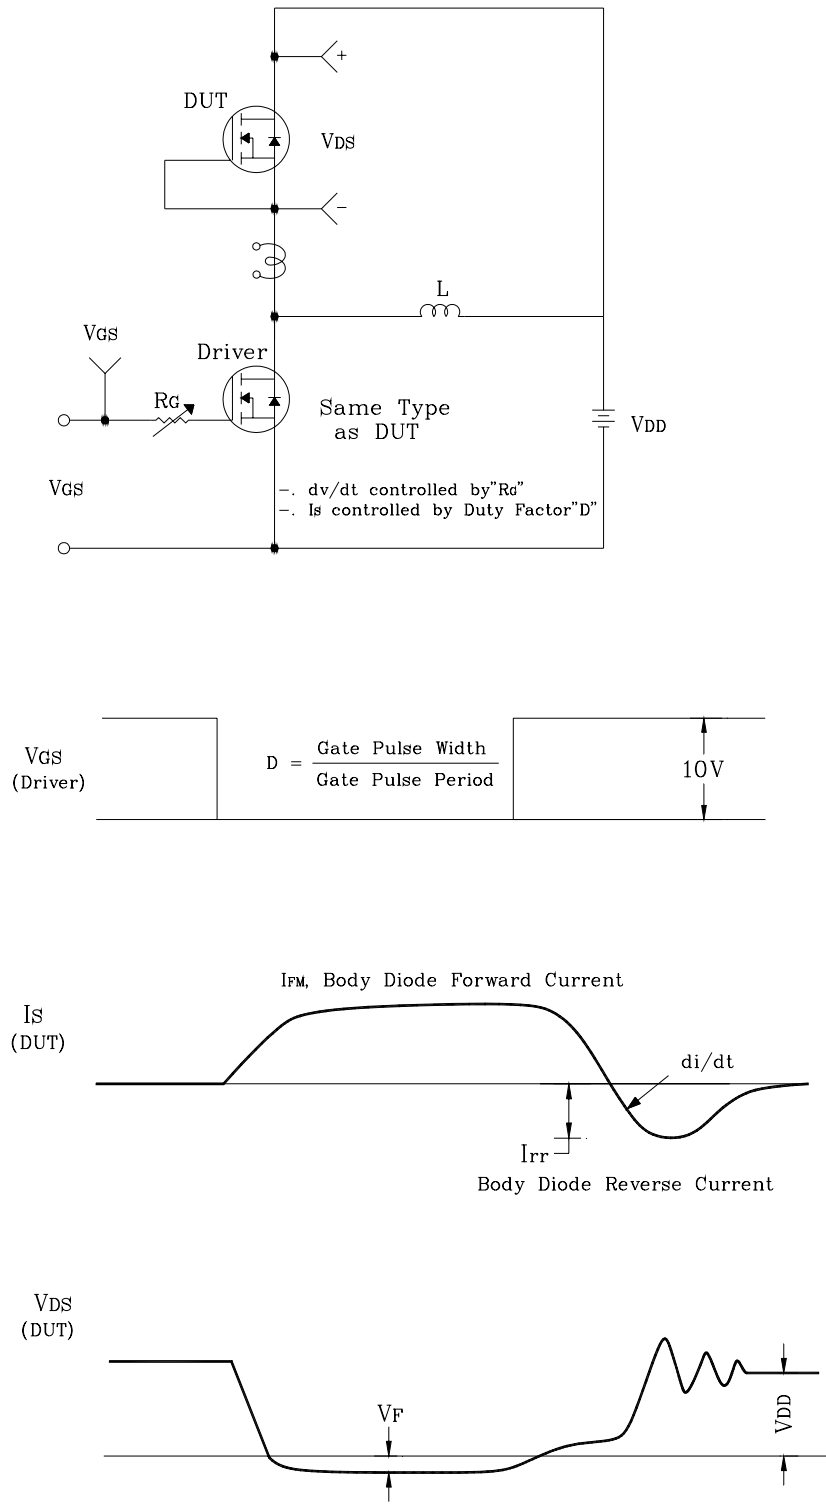 +
DUT
VDS
-
L
VGS
Driver
RG
Same Type
as DUT
VDD
VGS
-. dv/dt controlled by"RG"
-. IS controlled by Duty Factor"D"
VGS
(Driver)
D = Gate Pulse Width
Gate Pulse Period
10V
IFM, Body Diode Forward Current
IS
(DUT)
di/dt
Irr
Body Diode Reverse Current
VDS
(DUT)
VF
VDD